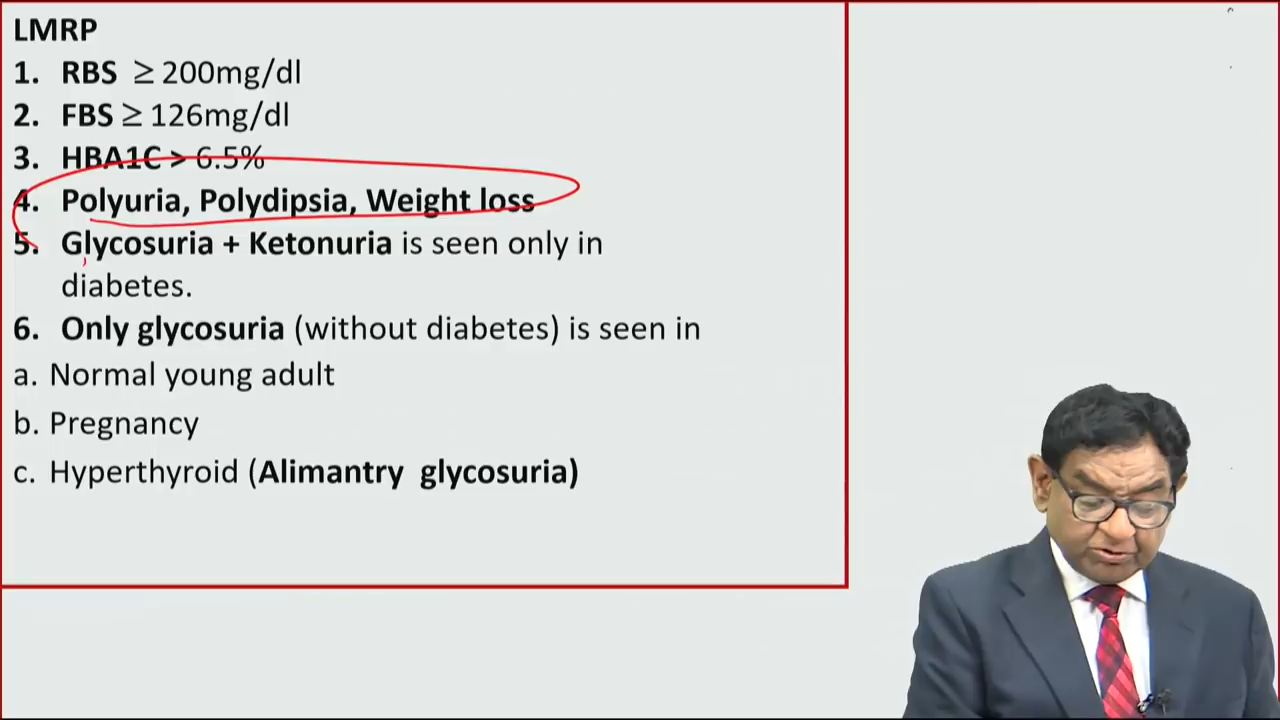 LMRP
1. RBS ≥ 200mg/dl
2. FBS ≥ 126mg/dl
3. HBA1C > 6.5%
4. Polyuria, Polydipsia, Weight loss
5. Glycosuria + Ketonuria is seen only in
diabetes.
6. Only glycosuria (without diabetes) is seen in
a. Normal young adult
b. Pregnancy
c. Hyperthyroid (Alimantry glycosuria)